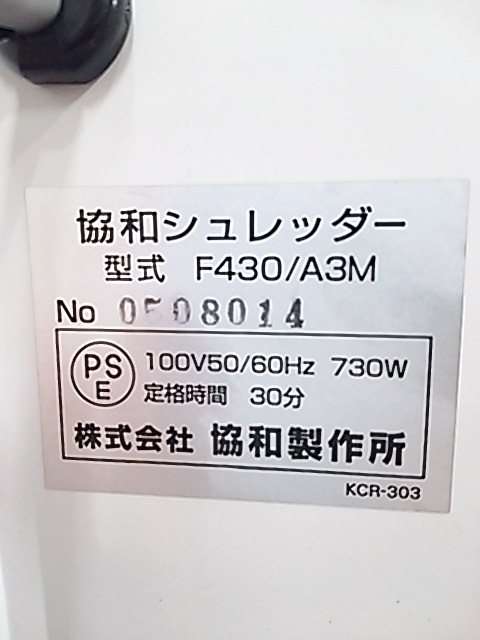 協和シュレッダー
型式 F430/A3M
No 0508014
PSE 100V50/60Hz 730W
定格時間 30分
株式会社 協和製作所
KCR-303